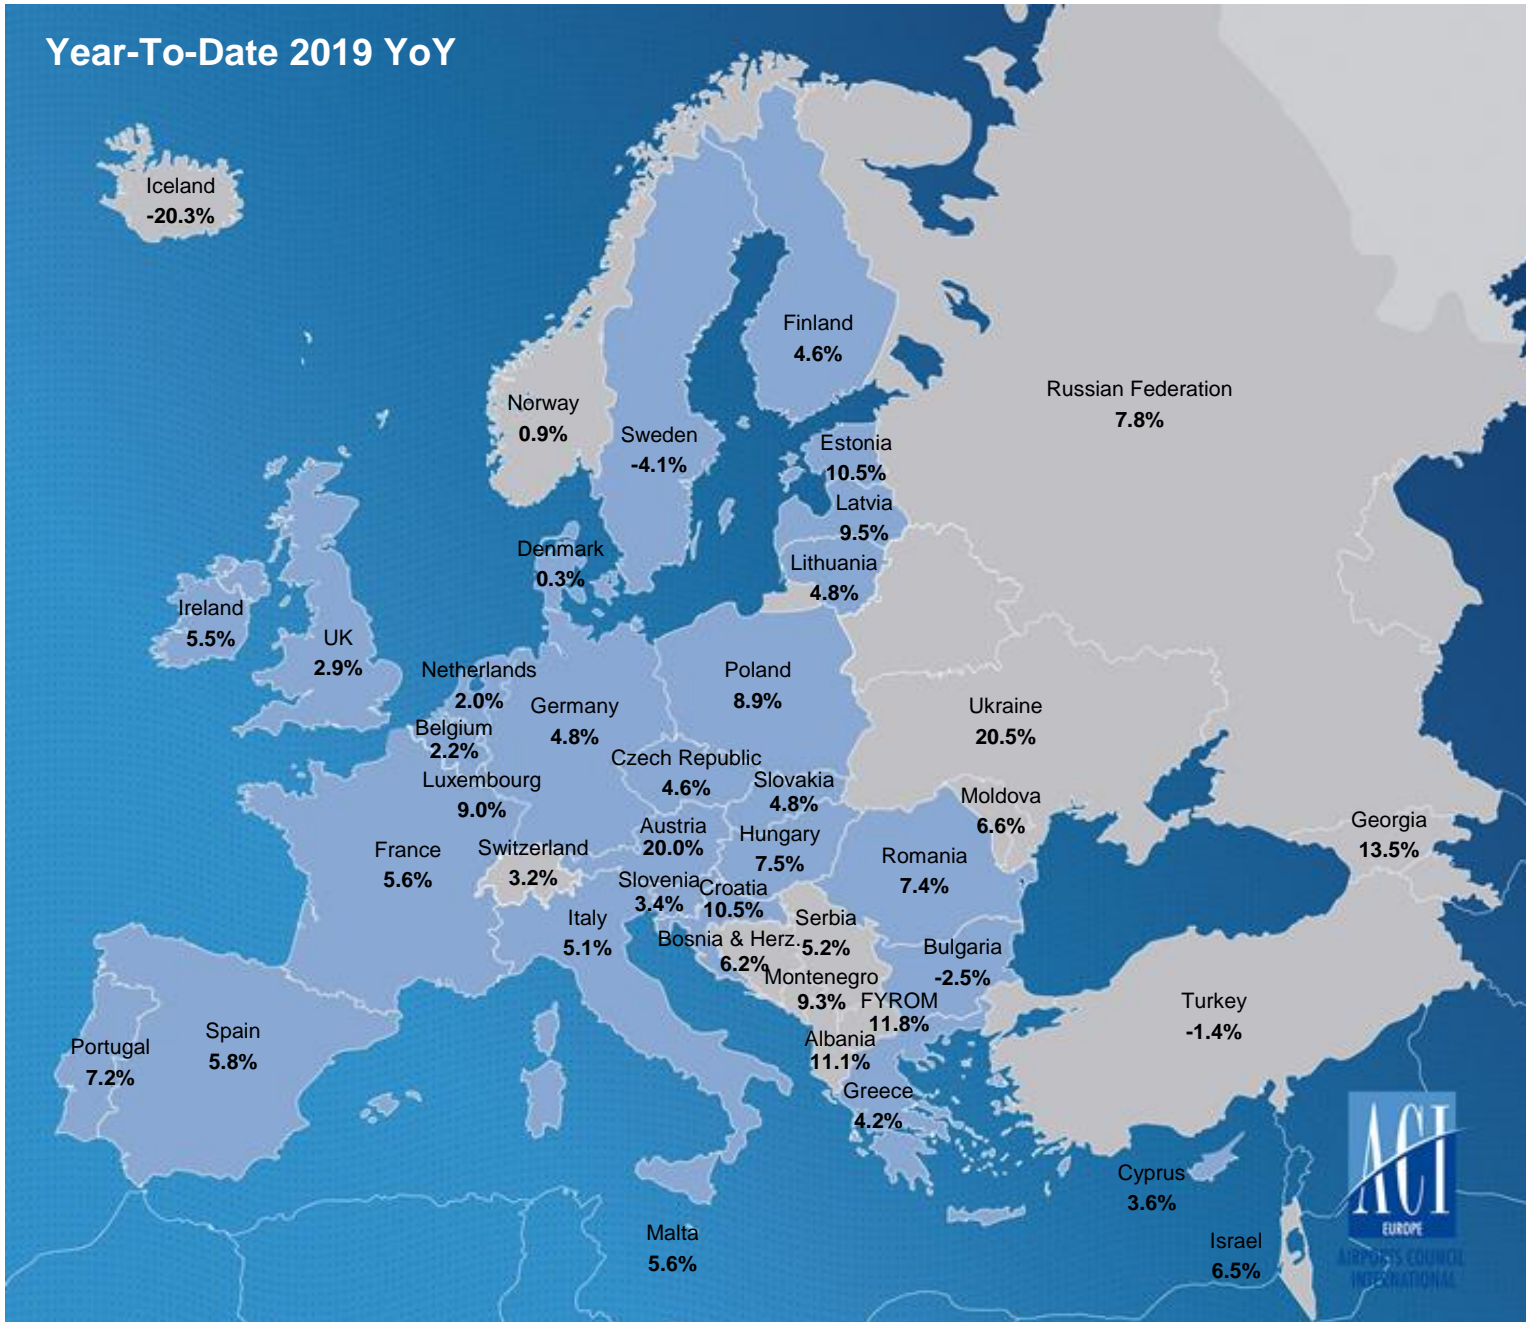 Year-To-Date 2019 YoY
Iceland
-20.3%
Finland
4.6%
Russian Federation
7.8%
Norway
0.9%
Sweden
-4.1%
Estonia
10.5%
Latvia
9.5%
Denmark
0.3%
Lithuania
4.8%
Ireland
5.5%
UK
2.9%
Netherlands
2.0%
Germany
4.8%
Poland
8.9%
Ukraine
20.5%
Belgium
2.2%
Luxembourg
9.0%
Czech Republic
4.6%
Slovakia
4.8%
Moldova
6.6%
Georgia
13.5%
France
5.6%
Switzerland
3.2%
Austria
20.0%
Hungary
7.5%
Romania
7.4%
Slovenia
3.4%
Croatia
10.5%
Italy
5.1%
Serbia
5.2%
Bosnia & Herz.
6.2%
Bulgaria
-2.5%
Montenegro
9.3%
FYROM
11.8%
Turkey
-1.4%
Portugal
7.2%
Spain
5.8%
Albania
11.1%
Greece
4.2%
Cyprus
3.6%
Malta
5.6%
Israel
6.5%
ACI
EUROPE
AIRPORTS COUNCIL
INTERNATIONAL